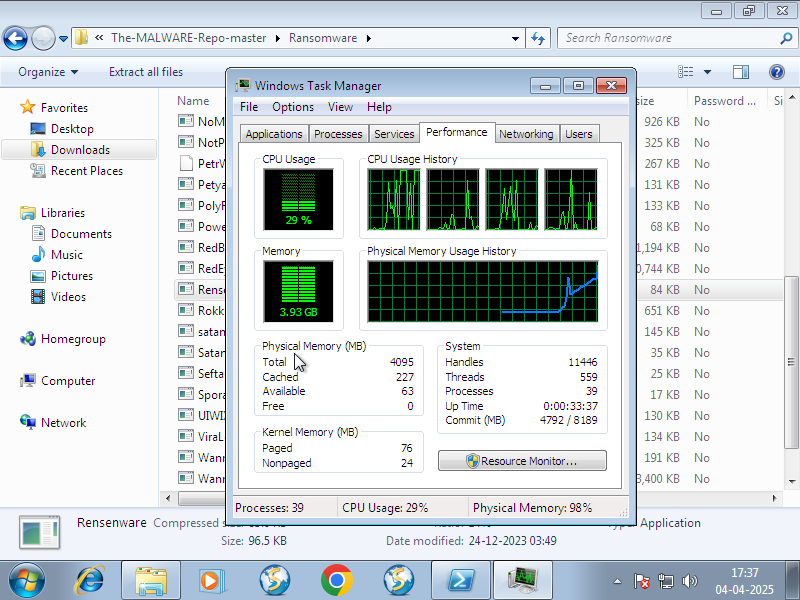 The-MALWARE-Repo-master
Ransomware
Search Ransomware
Organize
Extract all files
Favorites
Desktop
Downloads
Recent Places
Libraries
Documents
Music
Pictures
Videos
Homegroup
Computer
Network
Name
size
Password ...
Si
NoM
926 KB
No
NotP
325 KB
No
PetrW
267 KB
No
Petya
131 KB
No
PolyR
133 KB
No
Powe
68 KB
No
RedB
1,194 KB
No
RedEy
0,744 KB
No
Rense
84 KB
No
Rokk
651 KB
No
satan
145 KB
No
Satan
35 KB
No
Sefta
25 KB
No
Spora
17 KB
No
UIWIX
130 KB
No
ViraL
134 KB
No
Wann
191 KB
No
Wann
3,400 KB
No
Windows Task Manager
File Options View Help
Applications Processes Services Performance Networking Users
CPU Usage
29 %
CPU Usage History
Memory
3.93 GB
Physical Memory Usage History
Physical Memory (MB)
Total 4095
Cached 227
Available 63
Free 0
Kernel Memory (MB)
Paged 76
Nonpaged 24
System
Handles 11446
Threads 559
Processes 39
Up Time 0:00:33:37
Commit (MB) 4792 / 8189
Resource Monitor...
Processes: 39 CPU Usage: 29% Physical Memory: 98%
Rensenware Compressed
Application
Size: 96.5 KB
Date modified: 24-12-2023 03:49
17:37
04-04-2025